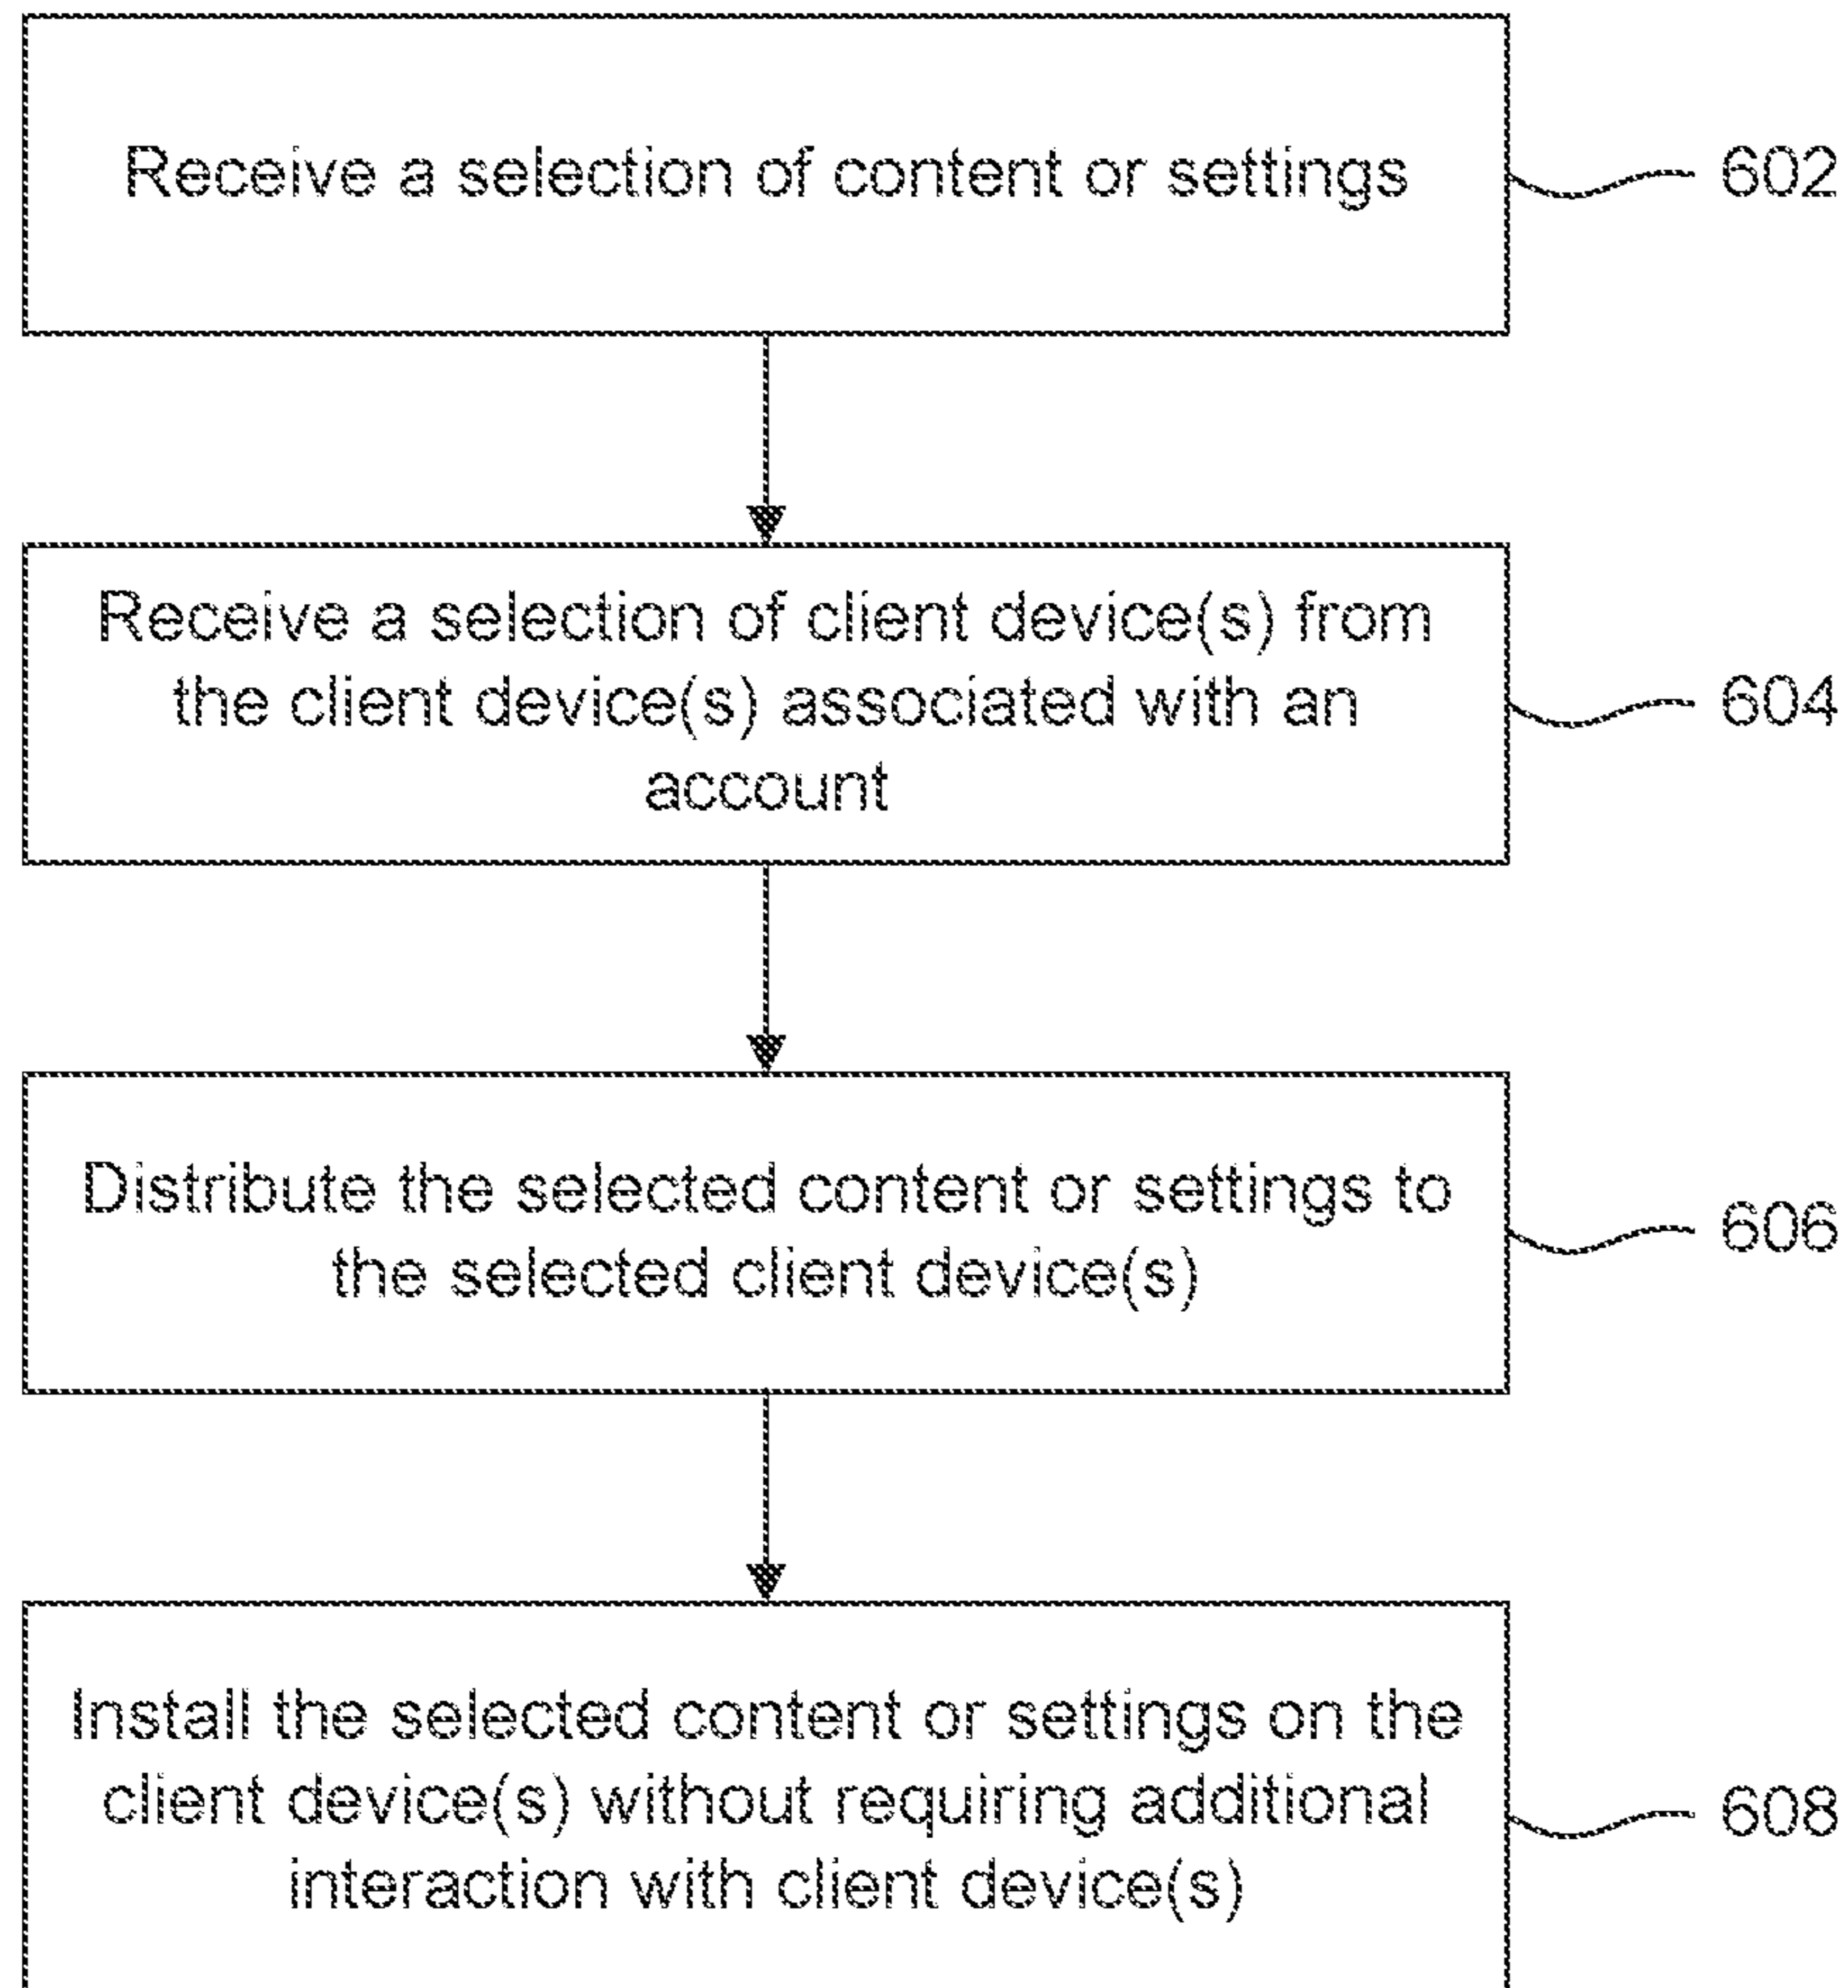 Receive a selection of content or settings
602
Receive a selection of client device(s) from
the client device(s) associated with an
account
604
Distribute the selected content or settings to
the selected client device(s)
606
Install the selected content or settings on the
client device(s) without requiring additional
interaction with client device(s)
608